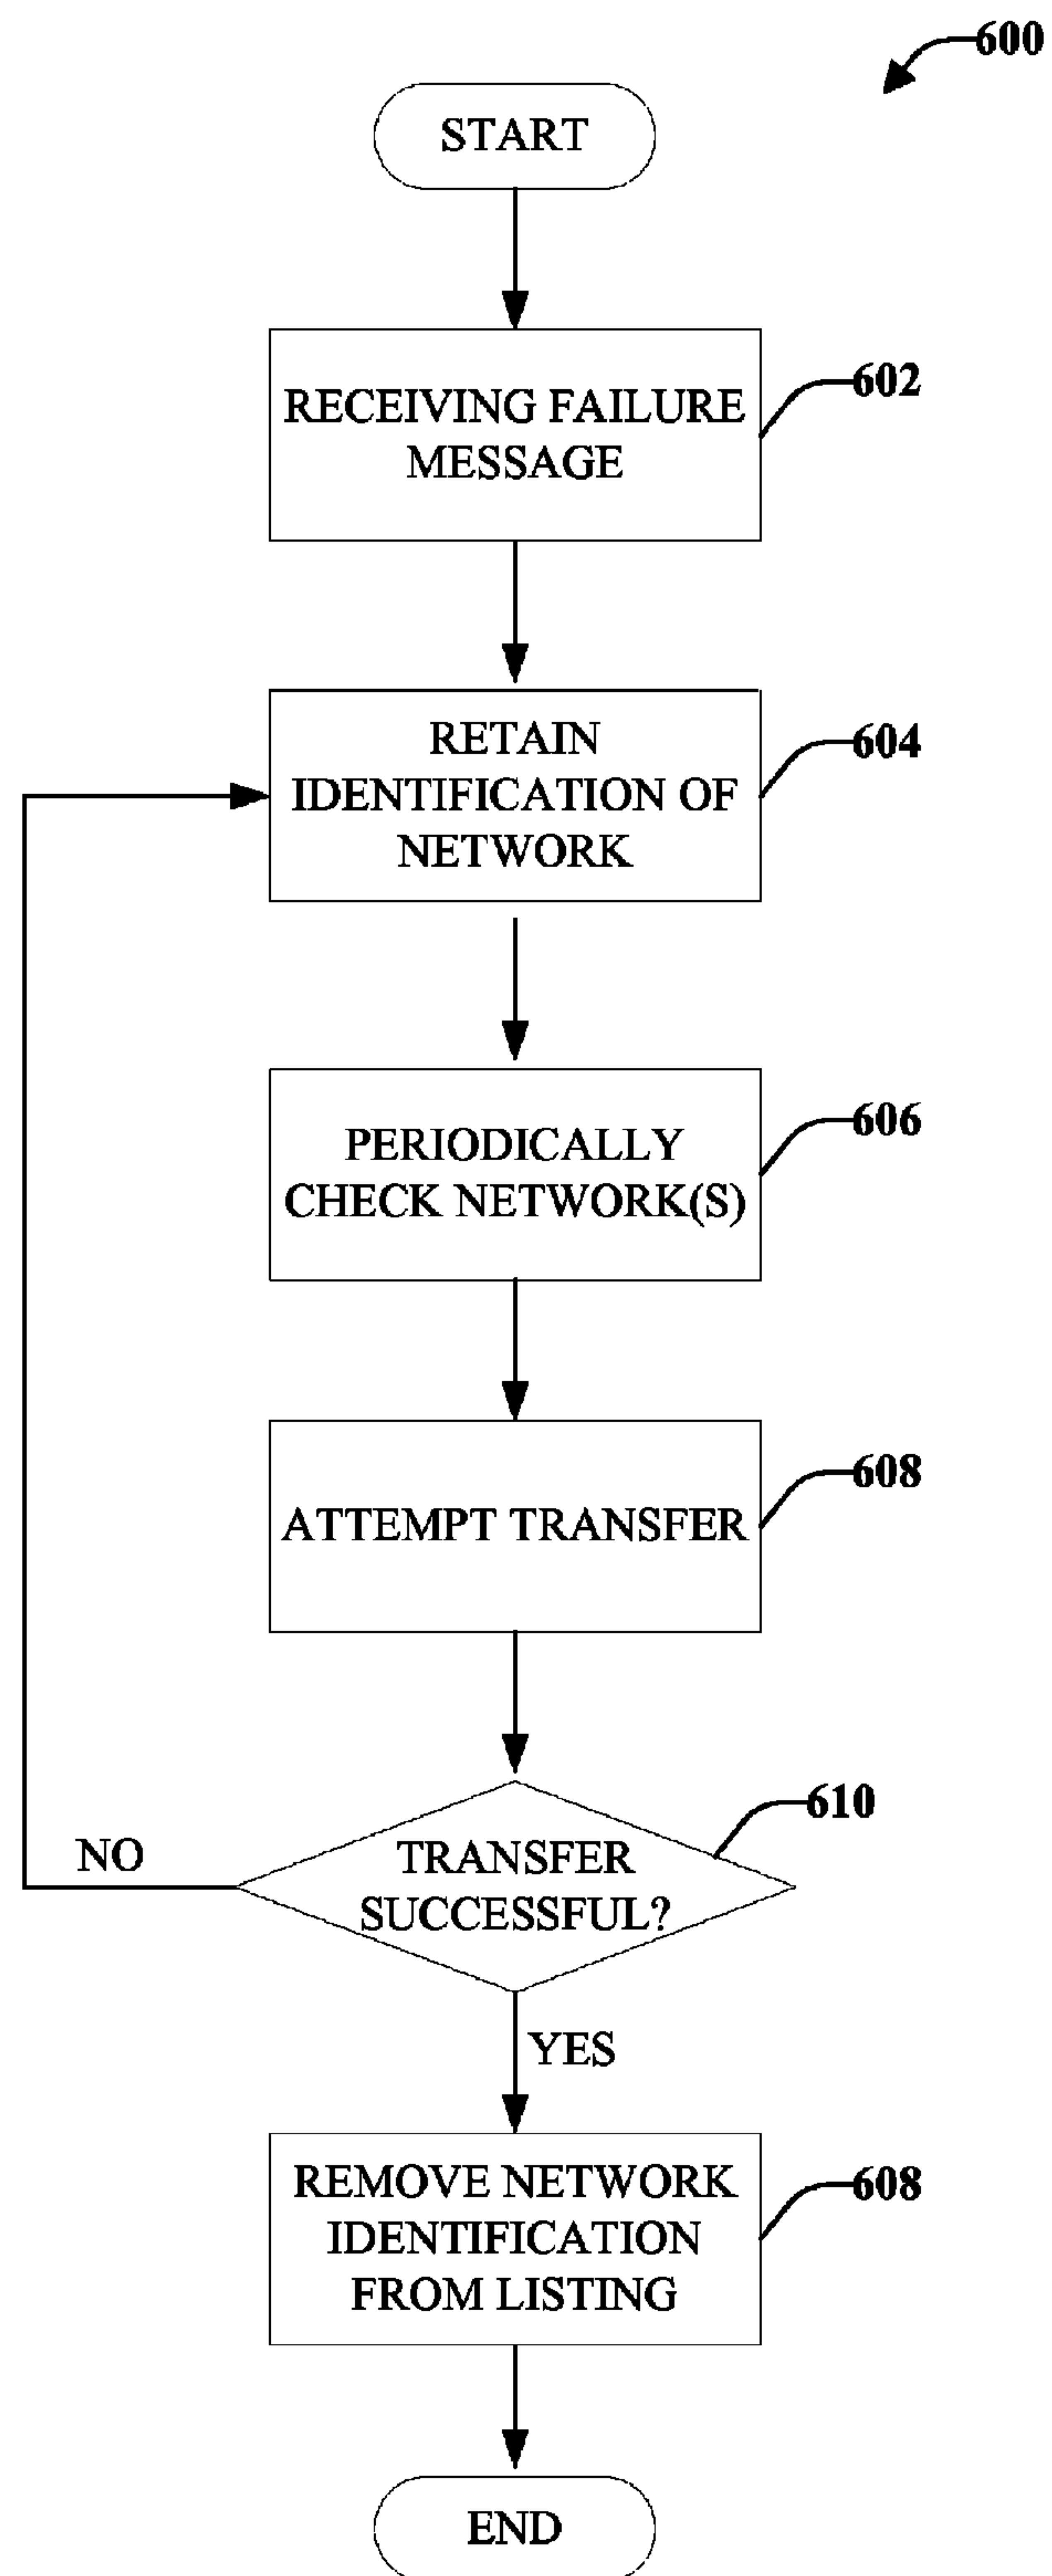 600
START
RECEIVING FAILURE
MESSAGE
602
RETAIN
IDENTIFICATION OF
NETWORK
604
PERIODICALLY
CHECK NETWORK(S)
606
ATTEMPT TRANSFER
608
TRANSFER
SUCCESSFUL?
610
NO
YES
REMOVE NETWORK
IDENTIFICATION
FROM LISTING
608
END